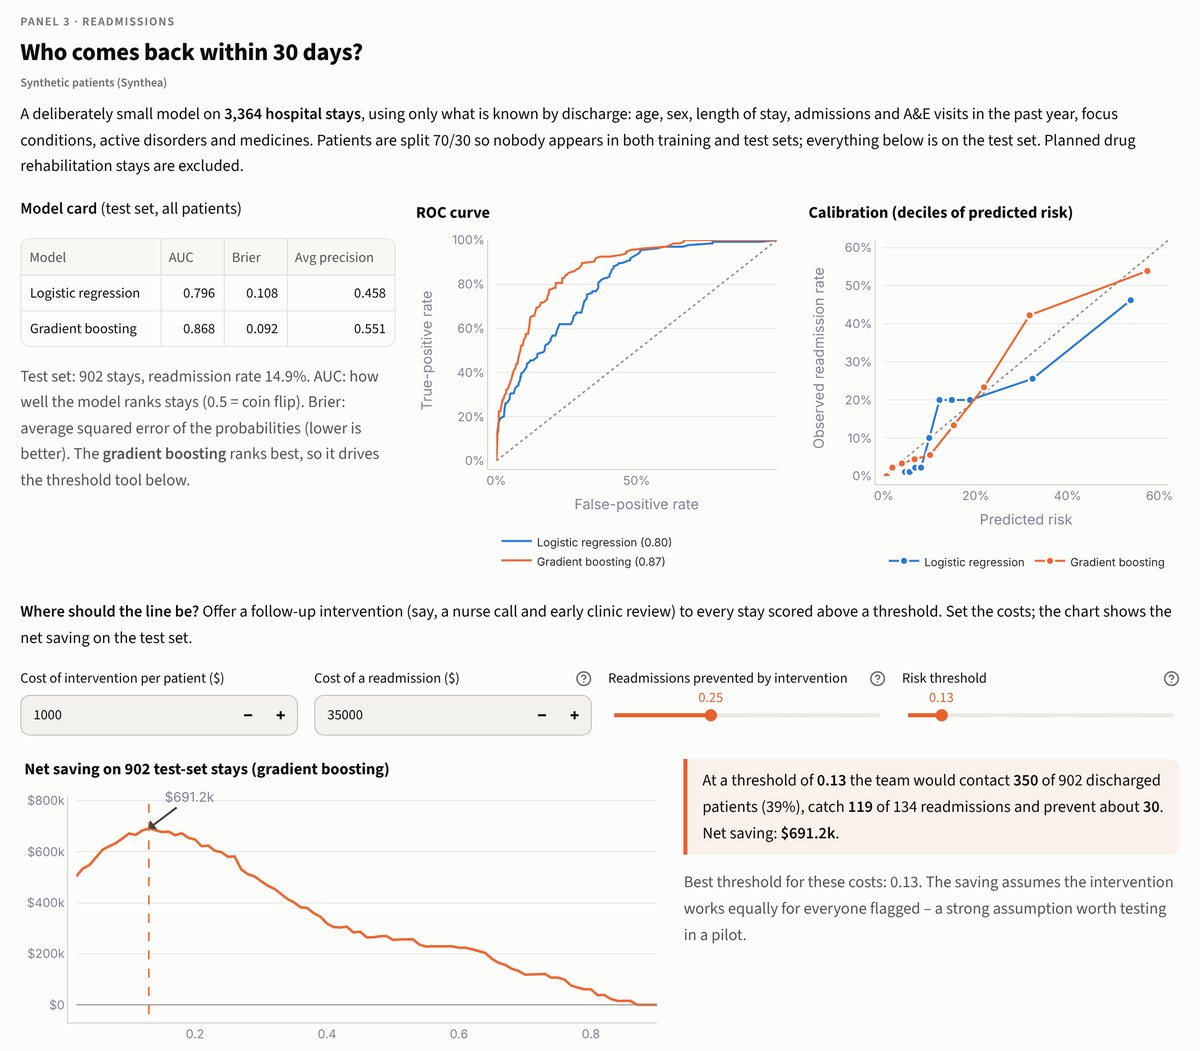 PANEL 3 · READMISSIONS
Who comes back within 30 days?
Synthetic patients (Synthea)
A deliberately small model on 3,364 hospital stays, using only what is known by discharge: age, sex, length of stay, admissions and A&E visits in the past year, focus
conditions, active disorders and medicines. Patients are split 70/30 so nobody appears in both training and test sets; everything below is on the test set. Planned drug
rehabilitation stays are excluded.
Model card (test set, all patients)
Model AUC Brier Avg precision
Logistic regression 0.796 0.108 0.458
Gradient boosting 0.868 0.092 0.551
Test set: 902 stays, readmission rate 14.9%. AUC: how
well the model ranks stays (0.5 = coin flip). Brier:
average squared error of the probabilities (lower is
better). The gradient boosting ranks best, so it drives
the threshold tool below.
ROC curve
100%
80%
60%
40%
20%
0%
True-positive rate
0% 50%
False-positive rate
Logistic regression (0.80)
Gradient boosting (0.87)
Calibration (deciles of predicted risk)
60%
50%
40%
30%
20%
10%
0%
Observed readmission rate
0% 20% 40% 60%
Predicted risk
Logistic regression Gradient boosting
Where should the line be? Offer a follow-up intervention (say, a nurse call and early clinic review) to every stay scored above a threshold. Set the costs; the chart shows the
net saving on the test set.
Cost of intervention per patient ($)
1000 − +
Cost of a readmission ($) ?
35000 − +
Readmissions prevented by intervention ?
0.25
Risk threshold ?
0.13
Net saving on 902 test-set stays (gradient boosting)
$691.2k
$800k
$600k
$400k
$200k
$0
0.2 0.4 0.6 0.8
At a threshold of 0.13 the team would contact 350 of 902 discharged
patients (39%), catch 119 of 134 readmissions and prevent about 30.
Net saving: $691.2k.
Best threshold for these costs: 0.13. The saving assumes the intervention
works equally for everyone flagged – a strong assumption worth testing
in a pilot.